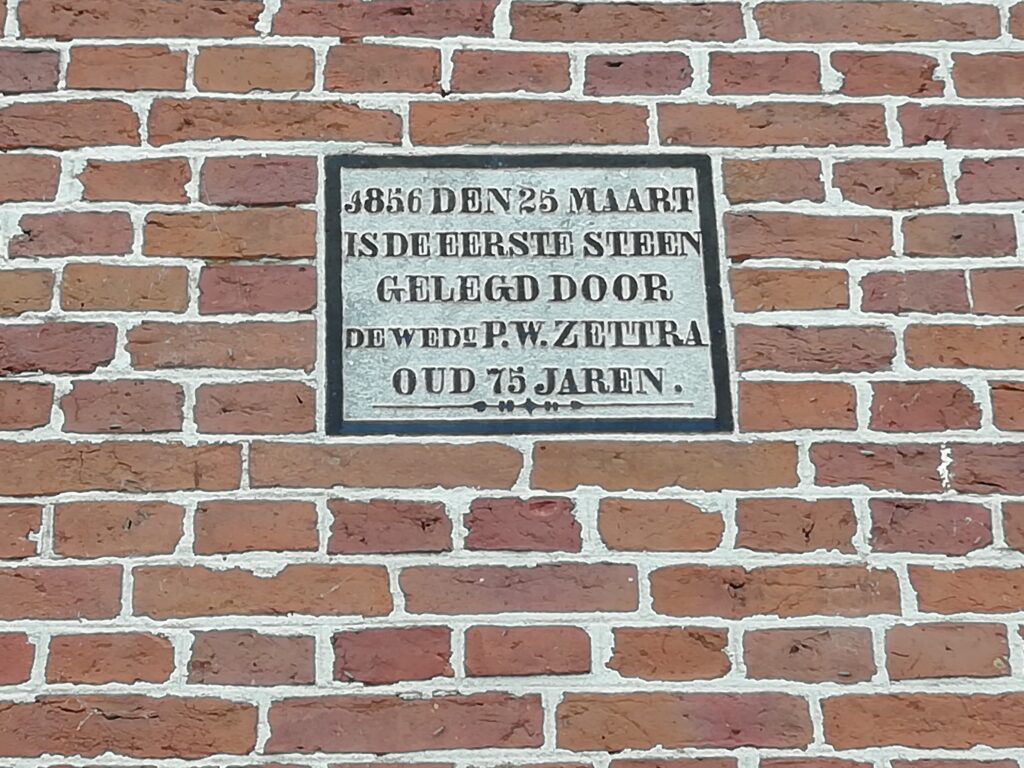 1856 DEN 25 MAART
IS DE EERSTE STEEN
GELEGD DOOR
DE WEDE P.W. ZETTRA
OUD 75 JAREN.